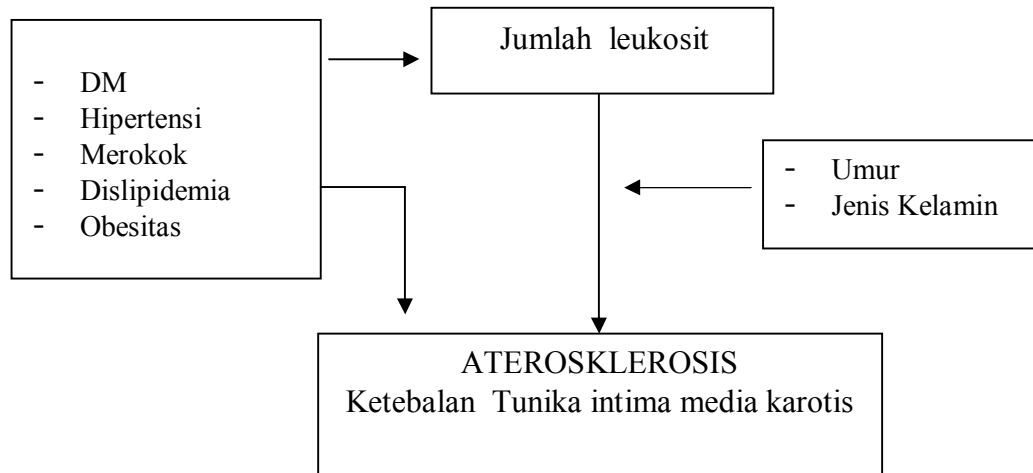 Jumlah leukosit
- DM
- Hipertensi
- Merokok
- Dislipidemia
- Obesitas
- Umur
- Jenis Kelamin
ATEROSKLEROSIS
Ketebalan Tunika intima media karotis